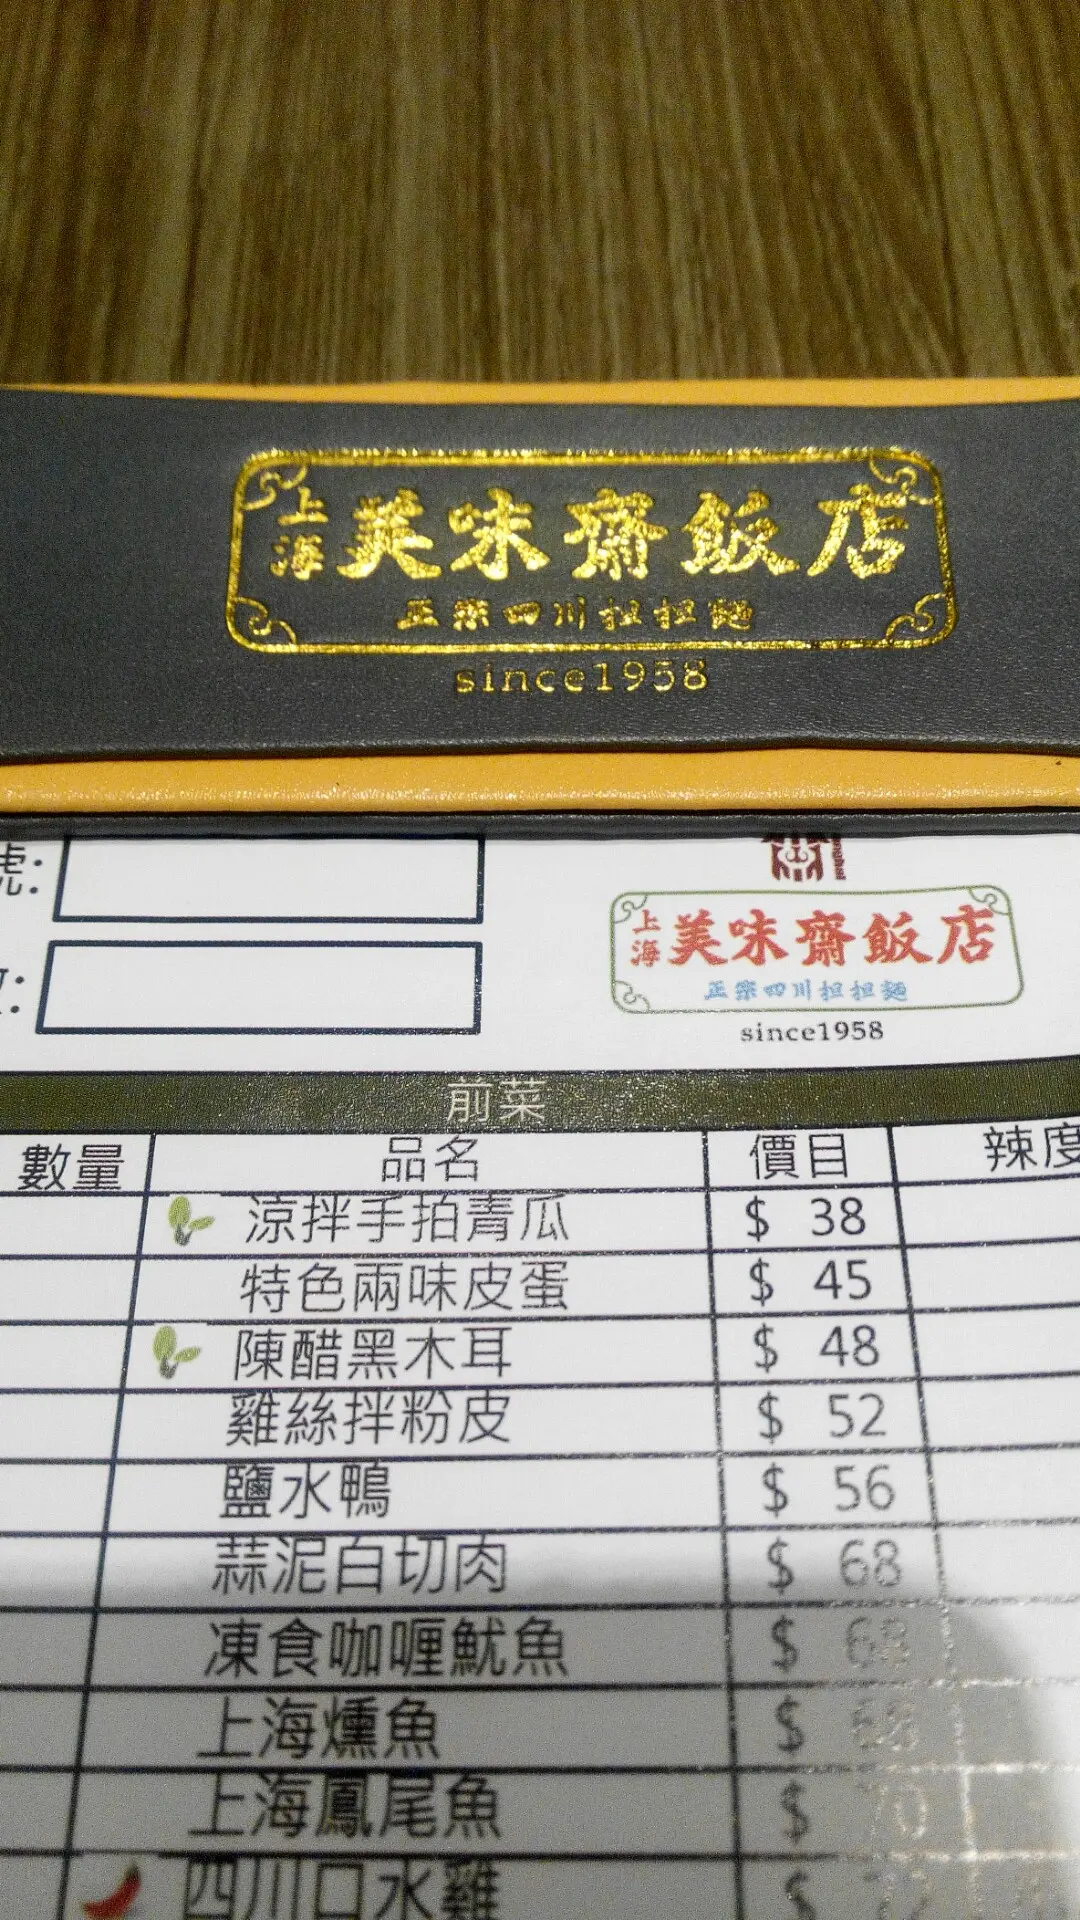 上海 美味齋飯店
正宗四川担担麵
since1958
號:
上海 美味齋飯店
正宗四川担担麵
since1958
前菜
數量 品名 價目 辣度
涼拌手拍青瓜 $ 38
特色兩味皮蛋 $ 45
陳醋黑木耳 $ 48
雞絲拌粉皮 $ 52
鹽水鴨 $ 56
蒜泥白切肉 $ 68
凍食咖喱魷魚 $ 68
上海燻魚 $ 68
上海鳳尾魚 $ 70
四川口水雞 $